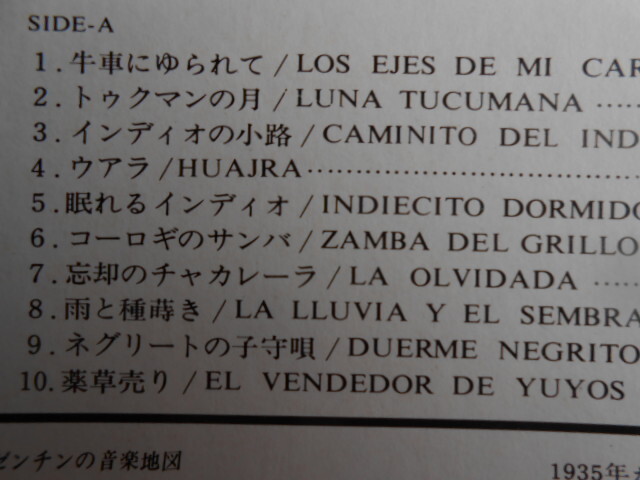 SIDE-A
1.牛車にゆられて/LOS EJES DE MI CAR
2.トゥクマンの月/LUNA TUCUMANA ……
3.インディオの小路/CAMINITO DEL IND
4.ウアラ/HUAJRA……………………………
5.眠れるインディオ/INDIECITO DORMIDO
6.コーロギのサンバ/ZAMBA DEL GRILLO
7.忘却のチャカレーラ/LA OLVIDADA ……
8.雨と種蒔き/LA LLUVIA Y EL SEMBRA
9.ネグリートの子守唄/DUERME NEGRITO
10.薬草売り/EL VENDEDOR DE YUYOS
ゼンチンの音楽地図
1935年